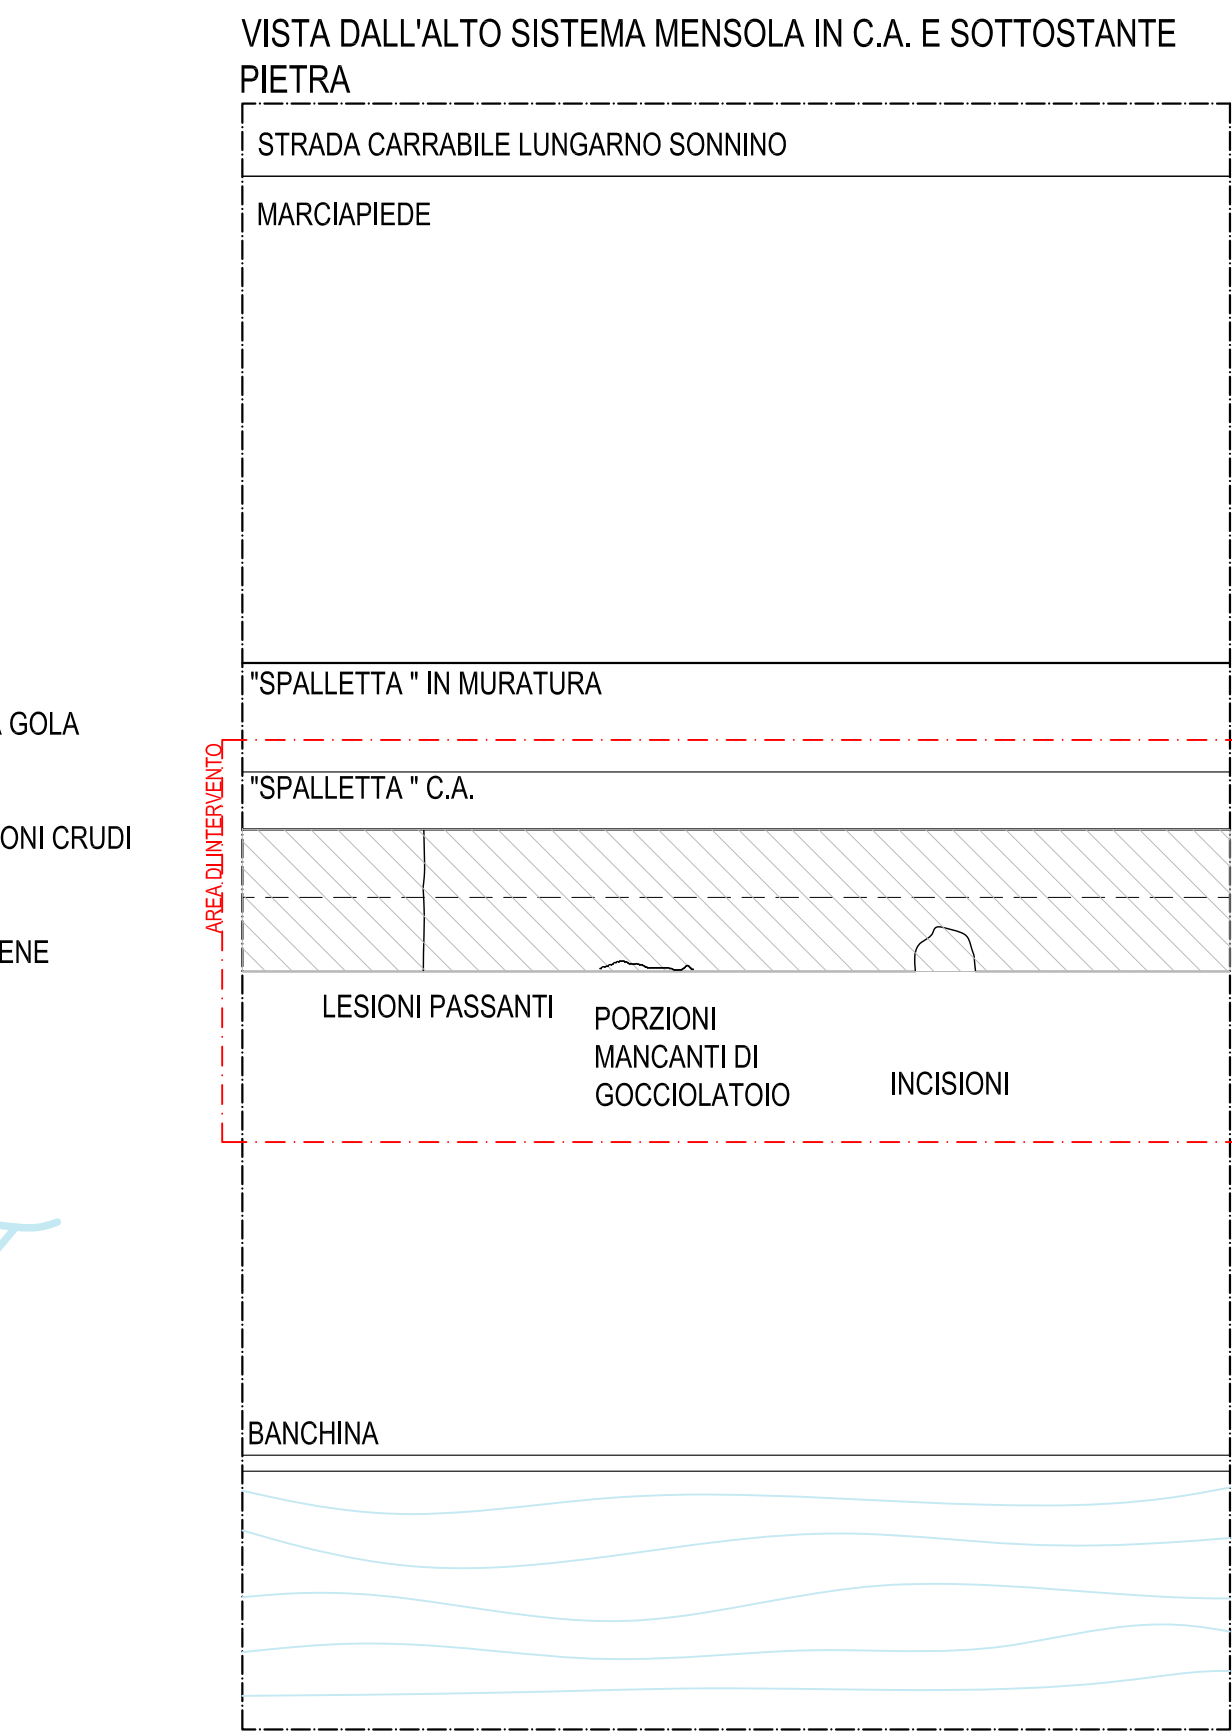 VISTA DALL'ALTO SISTEMA MENSOLA IN C.A. E SOTTOSTANTE
PIETRA
STRADA CARRABILE LUNGARNO SONNINO
MARCIAPIEDE
"SPALLETTA " IN MURATURA
GOLA
AREA DI INTERVENTO
"SPALLETTA " C.A.
ONI CRUDI
ENE
LESIONI PASSANTI
PORZIONI
MANCANTI DI
GOCCIOLATOIO
INCISIONI
BANCHINA